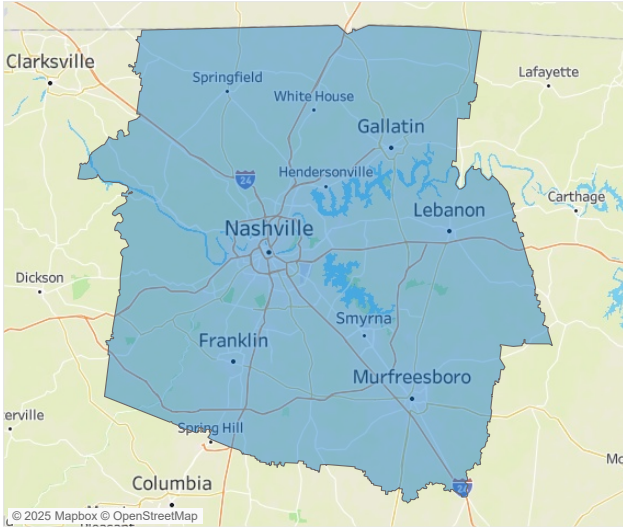 Clarksville
Springfield
Lafayette
White House
Gallatin
24
Hendersonville
Carthage
Lebanon
Nashville
Dickson
Smyrna
Franklin
Murfreesboro
erville
Spring Hill
Columbia
24
© 2025 Mapbox © OpenStreetMap